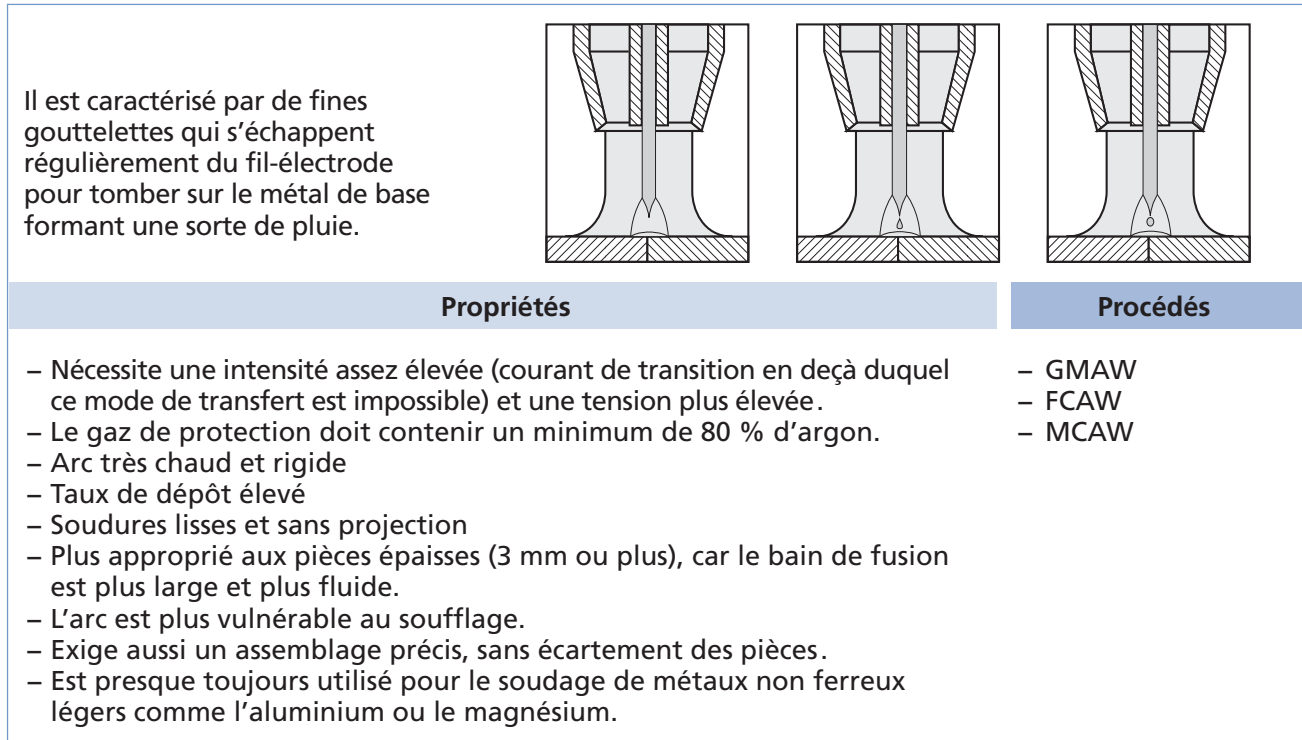 Il est caractérisé par de fines
gouttelettes qui s'échappent
régulièrement du fil-électrode
pour tomber sur le métal de base
formant une sorte de pluie.
Propriétés
– Nécessite une intensité assez élevée (courant de transition en deçà duquel
ce mode de transfert est impossible) et une tension plus élevée.
– Le gaz de protection doit contenir un minimum de 80 % d'argon.
– Arc très chaud et rigide
– Taux de dépôt élevé
– Soudures lisses et sans projection
– Plus approprié aux pièces épaisses (3 mm ou plus), car le bain de fusion
est plus large et plus fluide.
– L'arc est plus vulnérable au soufflage.
– Exige aussi un assemblage précis, sans écartement des pièces.
– Est presque toujours utilisé pour le soudage de métaux non ferreux
légers comme l'aluminium ou le magnésium.
Procédés
– GMAW
– FCAW
– MCAW